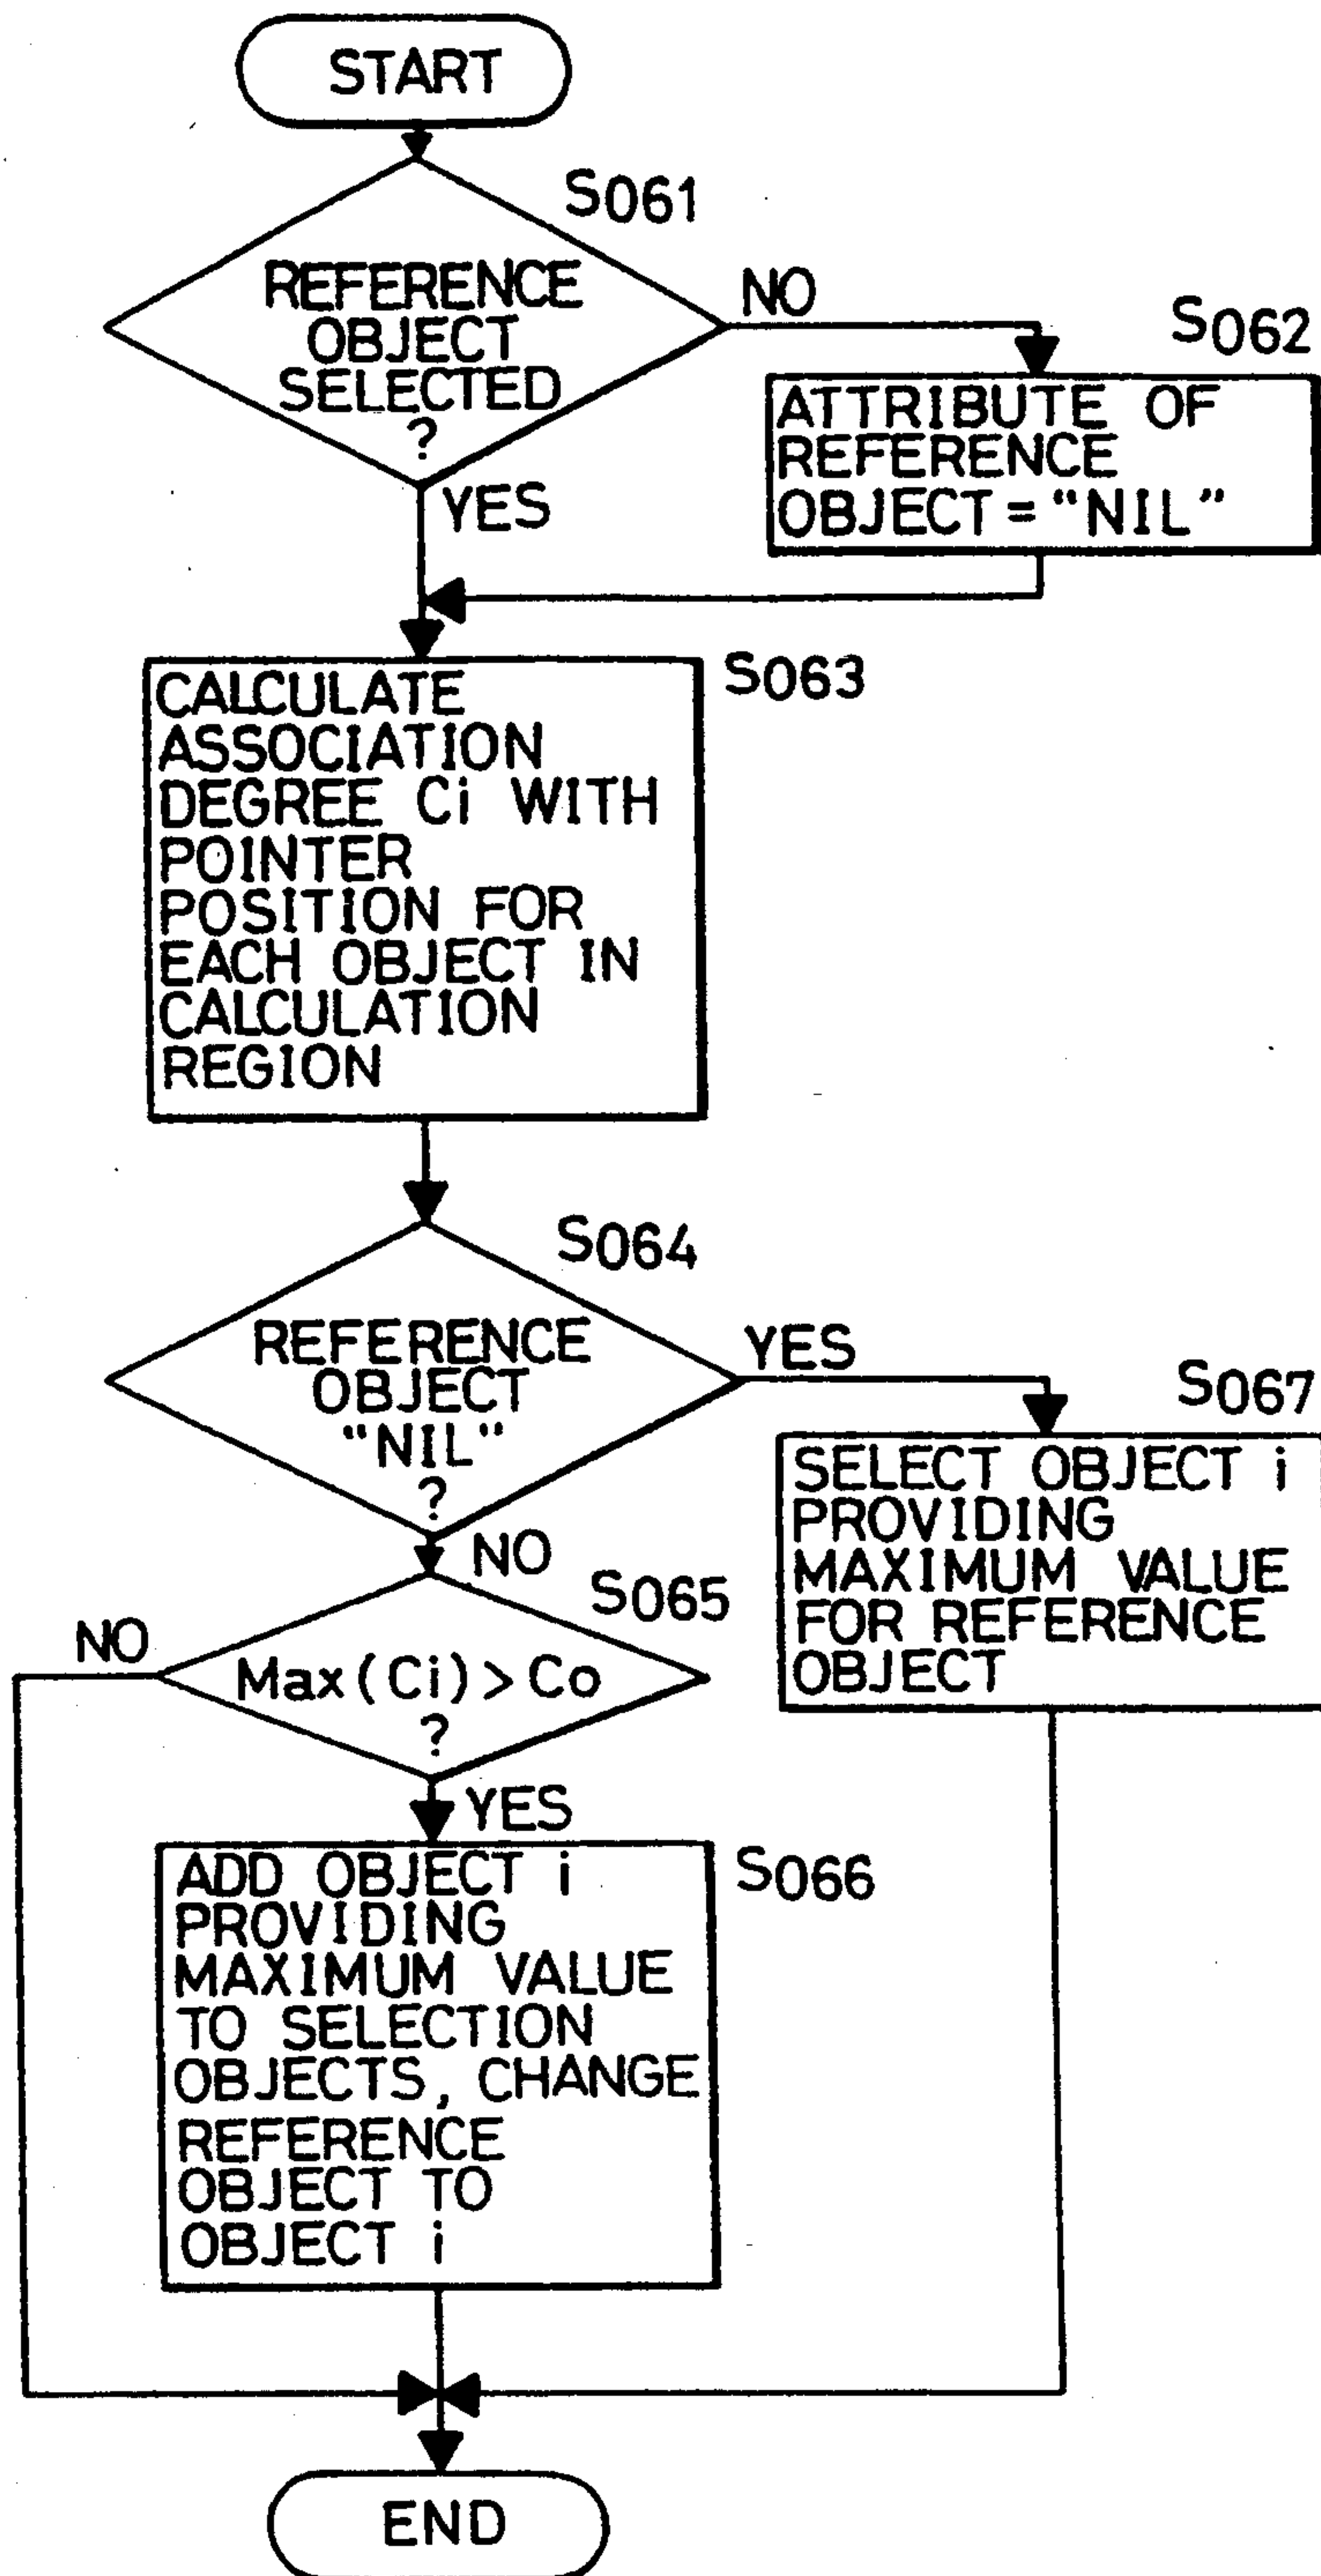 START
S061
REFERENCE
OBJECT
SELECTED
?
NO
YES
S062
ATTRIBUTE OF
REFERENCE
OBJECT = “NIL”
S063
CALCULATE
ASSOCIATION
DEGREE Ci WITH
POINTER
POSITION FOR
EACH OBJECT IN
CALCULATION
REGION
S064
REFERENCE
OBJECT
“NIL”
?
YES
NO
S067
SELECT OBJECT i
PROVIDING
MAXIMUM VALUE
FOR REFERENCE
OBJECT
S065
NO
Max(Ci) > Co
?
YES
S066
ADD OBJECT i
PROVIDING
MAXIMUM VALUE
TO SELECTION
OBJECTS, CHANGE
REFERENCE
OBJECT TO
OBJECT i
END